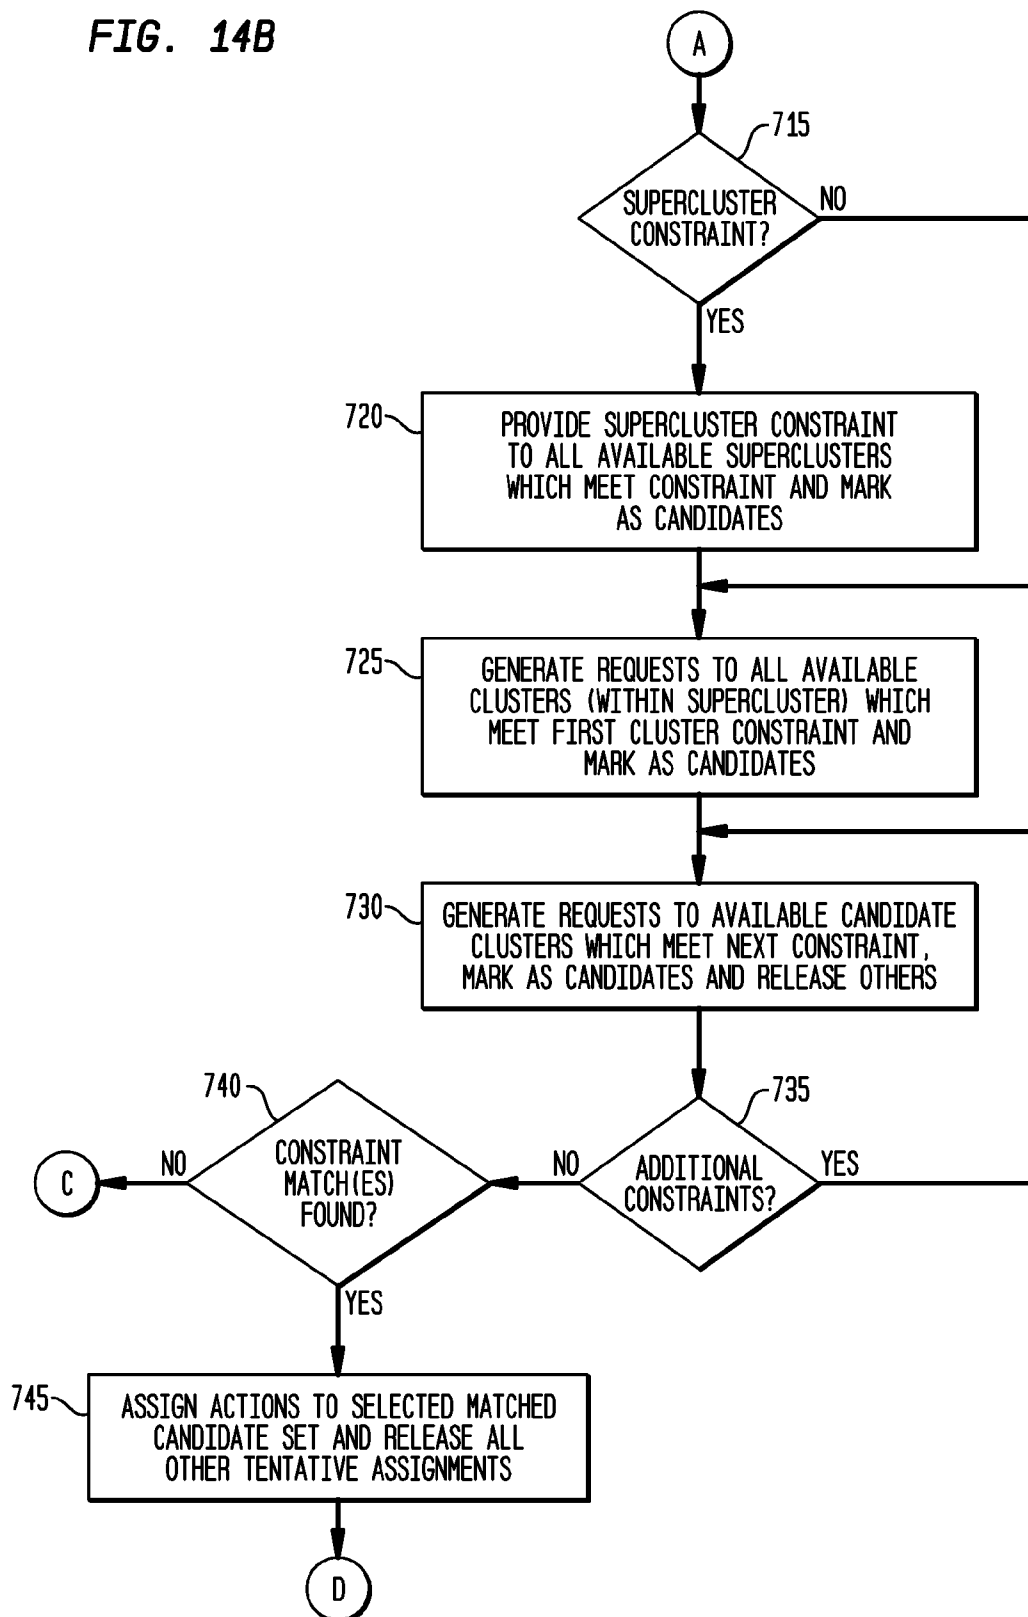 FIG. 14B
A
715
SUPERCLUSTER
CONSTRAINT?
NO
YES
720
PROVIDE SUPERCLUSTER CONSTRAINT
TO ALL AVAILABLE SUPERCLUSTERS
WHICH MEET CONSTRAINT AND MARK
AS CANDIDATES
725
GENERATE REQUESTS TO ALL AVAILABLE
CLUSTERS (WITHIN SUPERCLUSTER) WHICH
MEET FIRST CLUSTER CONSTRAINT AND
MARK AS CANDIDATES
730
GENERATE REQUESTS TO AVAILABLE CANDIDATE
CLUSTERS WHICH MEET NEXT CONSTRAINT,
MARK AS CANDIDATES AND RELEASE OTHERS
735
ADDITIONAL
CONSTRAINTS?
YES
NO
740
CONSTRAINT
MATCH(ES)
FOUND?
NO
C
YES
745
ASSIGN ACTIONS TO SELECTED MATCHED
CANDIDATE SET AND RELEASE ALL
OTHER TENTATIVE ASSIGNMENTS
D